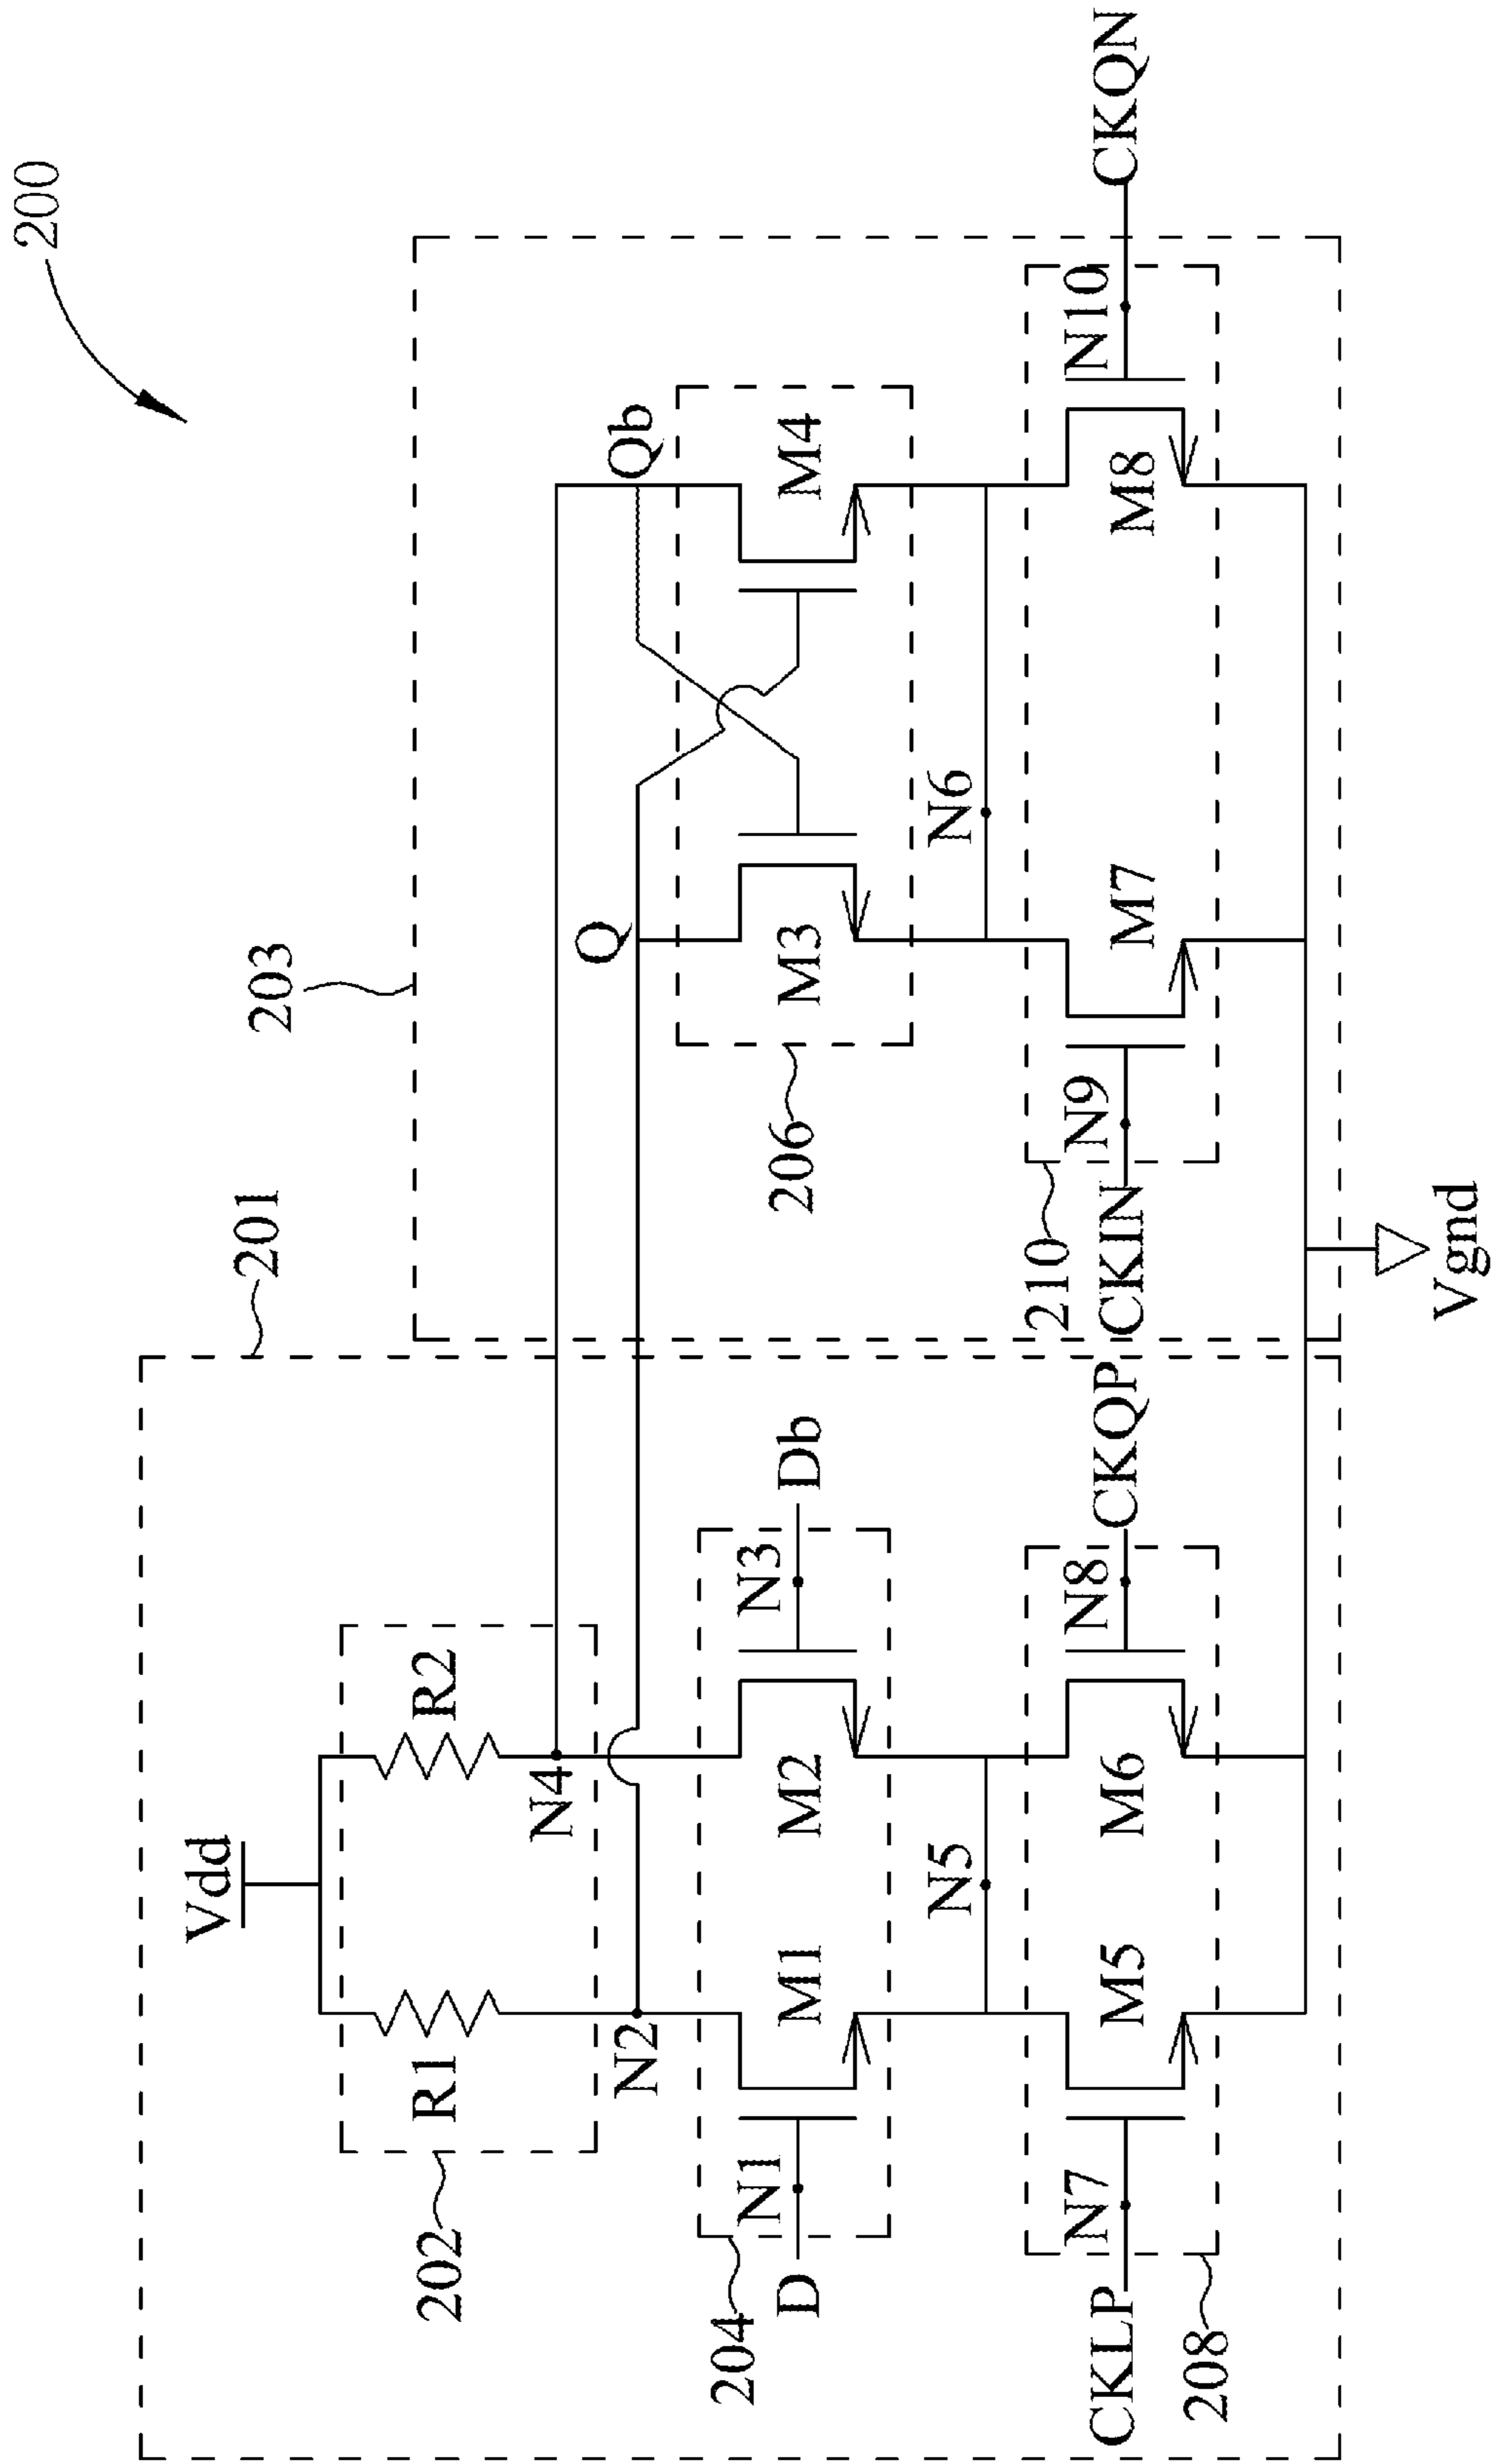 200
Vdd
201
203
202
R1
R2
N4
Q
Qb
N2
204
N1
N3
D
M1
M2
Db
206
M3
M4
N5
N6
210
N7
N8
N9
N10
CKLP
M5
M6
CKQP
CKIN
M7
M8
CKQN
208
Vgnd